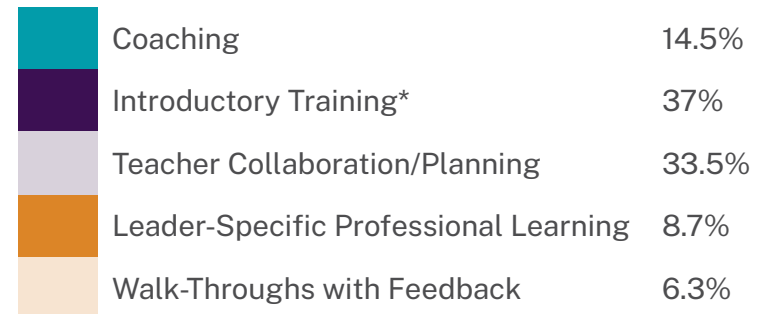 Coaching 14.5%
Introductory Training* 37%
Teacher Collaboration/Planning 33.5%
Leader-Specific Professional Learning 8.7%
Walk-Throughs with Feedback 6.3%